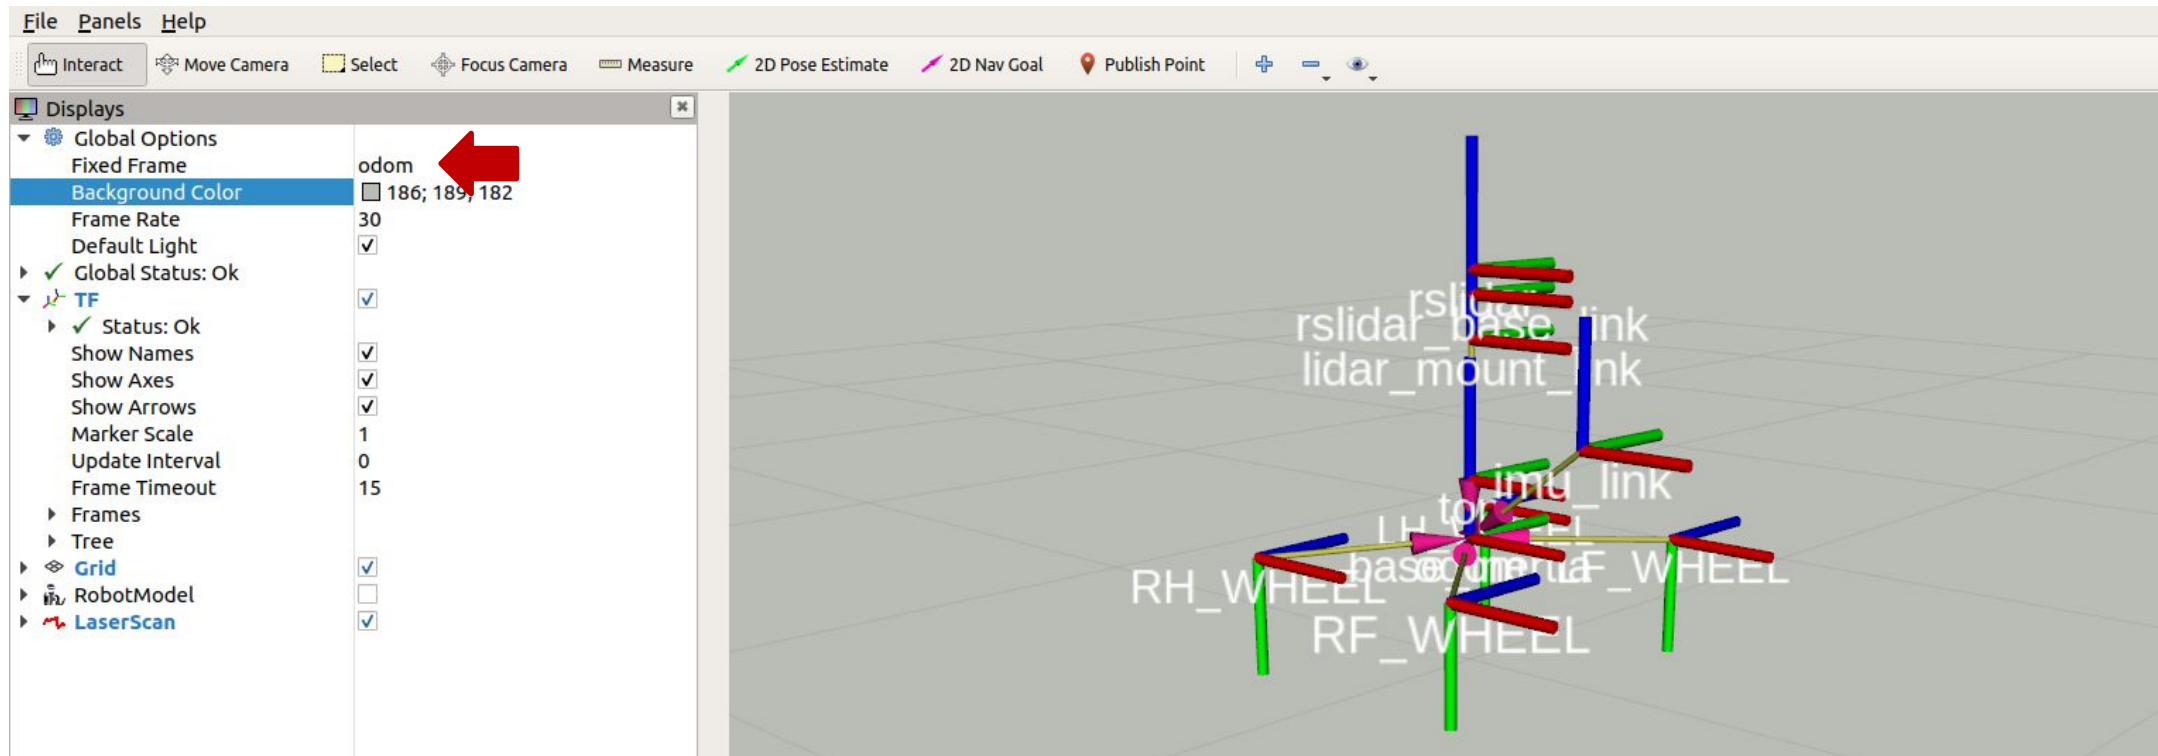 File Panels Help
Interact Move Camera Select Focus Camera Measure 2D Pose Estimate 2D Nav Goal Publish Point
Displays
Global Options
Fixed Frame odom
Background Color 186; 189; 182
Frame Rate 30
Default Light
Global Status: Ok
TF
Status: Ok
Show Names
Show Axes
Show Arrows
Marker Scale 1
Update Interval 0
Frame Timeout 15
Frames
Tree
Grid
RobotModel
LaserScan
rslidar
rslidar_base_link
lidar_mount_link
imu_link
RH_WHEEL
LF_WHEEL
RF_WHEEL